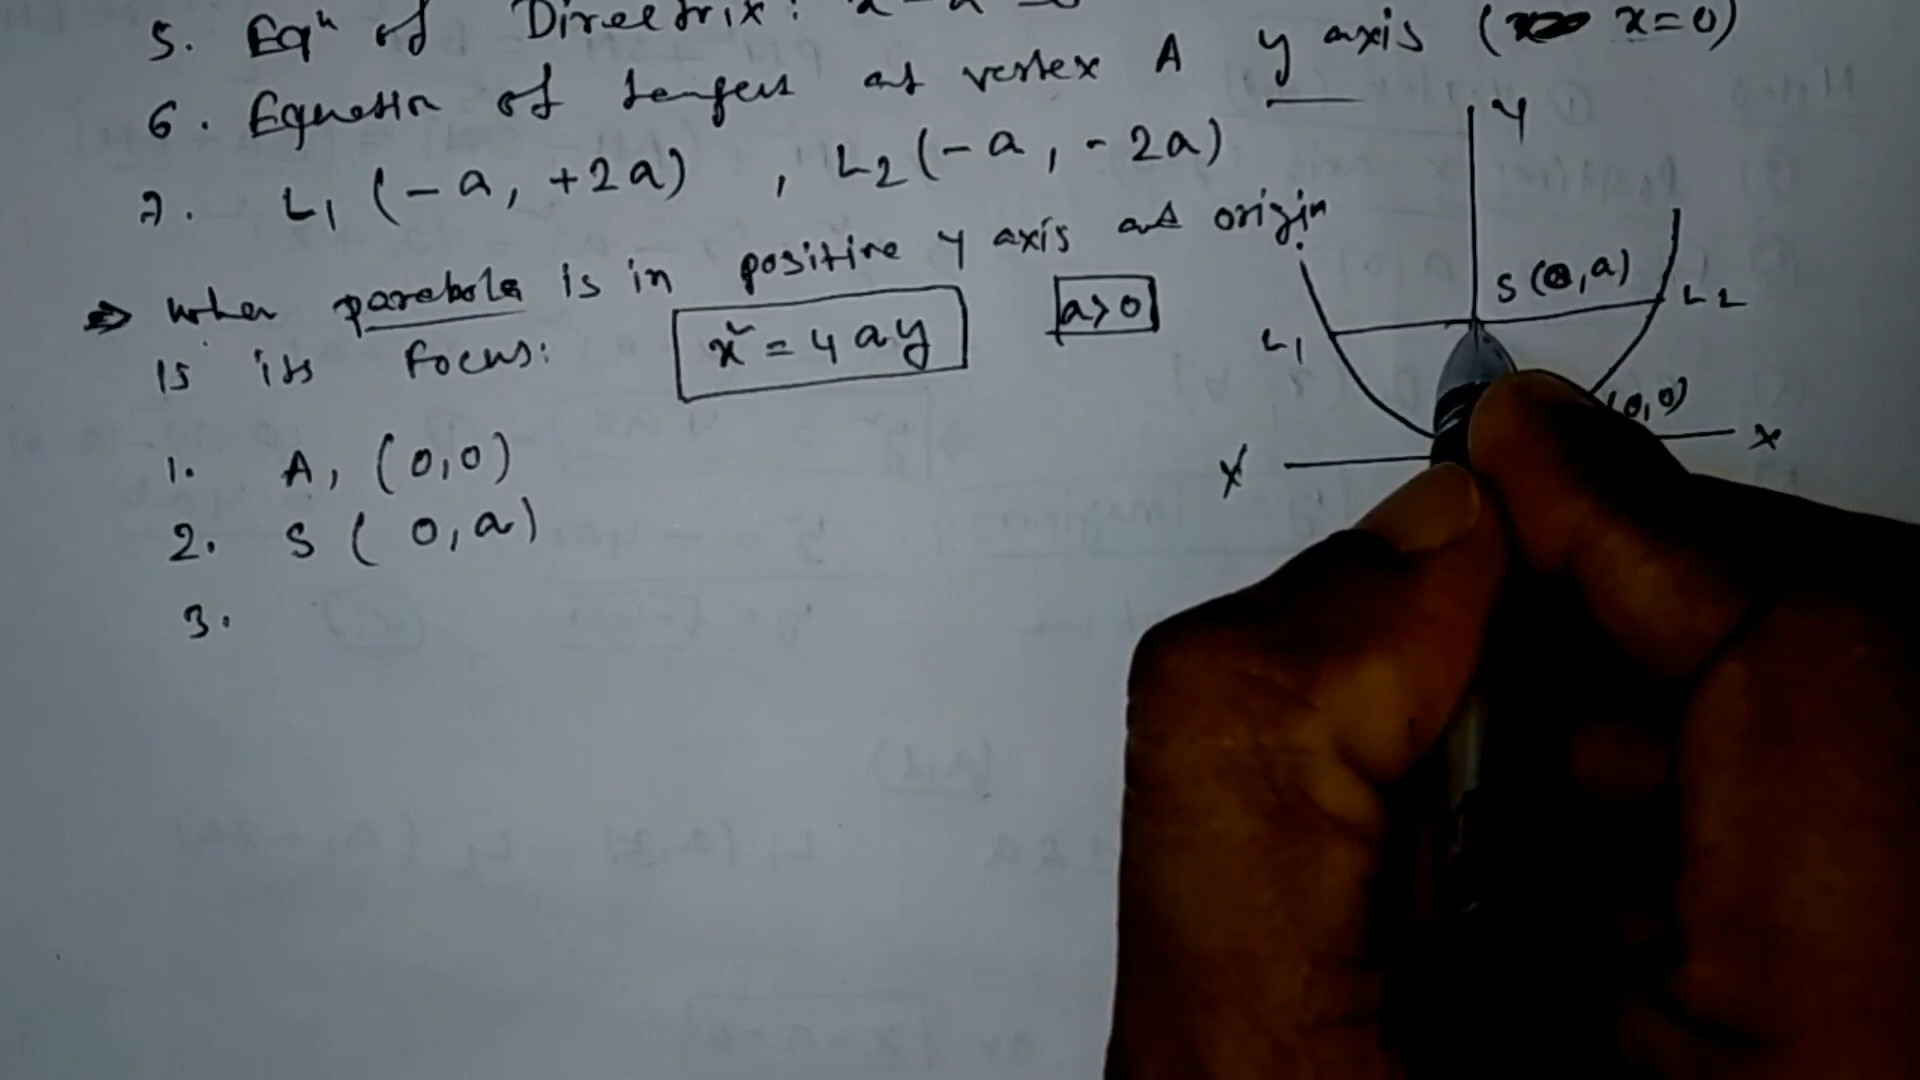 5. Eqⁿ of Directrix: x-a = 0
6. Equation of tangent at vertex A y axis ( x=0)
7. L1 (-a, +2a) , L2 (-a, -2a)
⇒ When parabola is in positive y axis and origin
is its focus: x² = 4ay a>0
1. A, (0,0)
2. S (0,a)
3.
Y
S(0,a)
L1
L2
(0,0)
X
X